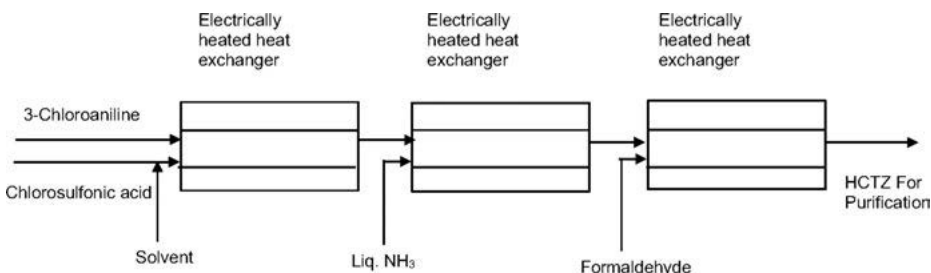 Electrically
heated heat
exchanger
Electrically
heated heat
exchanger
Electrically
heated heat
exchanger
3-Chloroaniline
Chlorosulfonic acid
Solvent
Liq. NH₃
Formaldehyde
HCTZ For
Purification